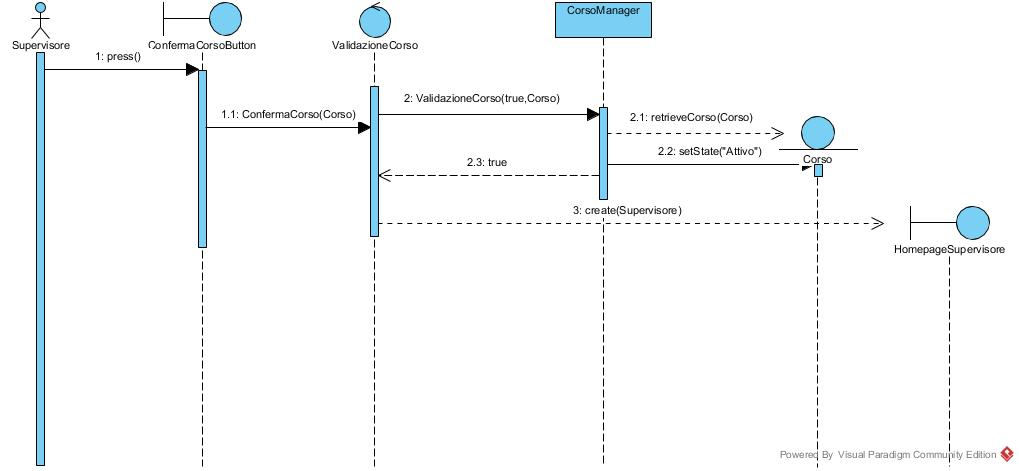 CorsoManager
Supervisore
ConfermaCorsoButton
ValidazioneCorso
1: press()
2: ValidazioneCorso(true,Corso)
1.1: ConfermaCorso(Corso)
2.1: retrieveCorso(Corso)
2.2: setState("Attivo")
Corso
2.3: true
3: create(Supervisore)
HomepageSupervisore
Powered By Visual Paradigm Community Edition